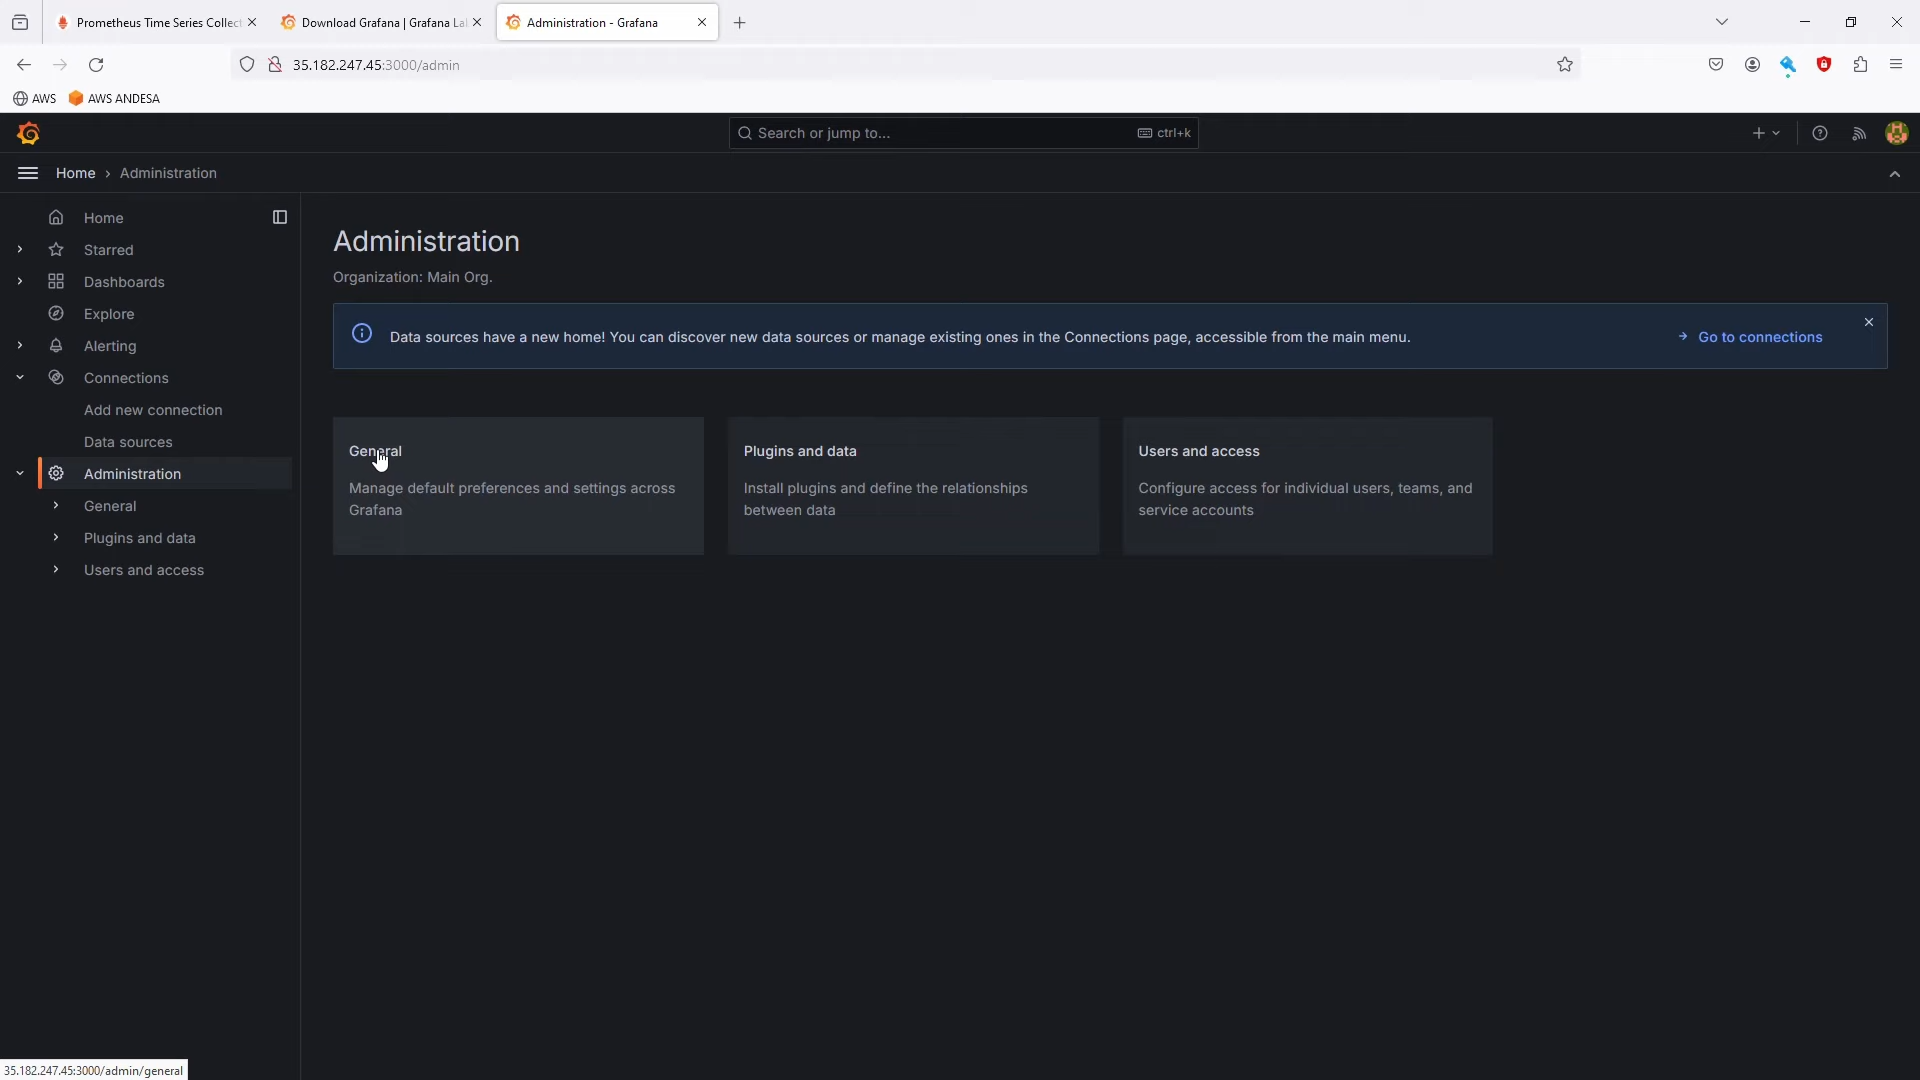 Prometheus Time Series Collect
Download Grafana | Grafana La
Administration - Grafana
35.182.247.45:3000/admin
AWS
AWS ANDESA
Search or jump to...
ctrl+k
Home › Administration
Home
Starred
Dashboards
Explore
Alerting
Connections
Add new connection
Data sources
Administration
General
Plugins and data
Users and access
Administration
Organization: Main Org.
Data sources have a new home! You can discover new data sources or manage existing ones in the Connections page, accessible from the main menu.
Go to connections
General
Manage default preferences and settings across
Grafana
Plugins and data
Install plugins and define the relationships
between data
Users and access
Configure access for individual users, teams, and
service accounts
35.182.247.45:3000/admin/general